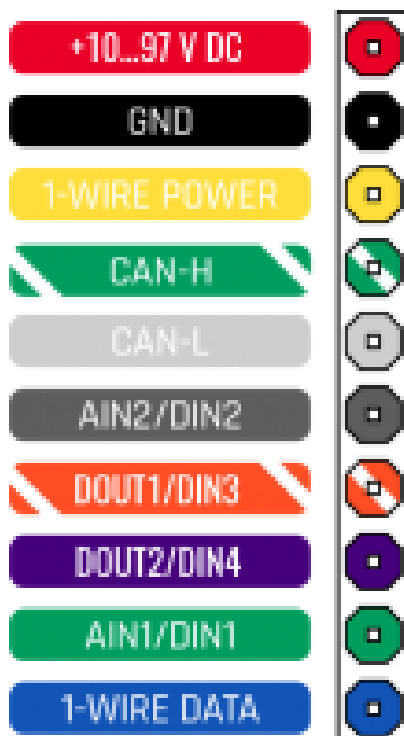 +10...97 V DC
GND
1-WIRE POWER
CAN-H
CAN-L
AIN2/DIN2
DOUT1/DIN3
DOUT2/DIN4
AIN1/DIN1
1-WIRE DATA